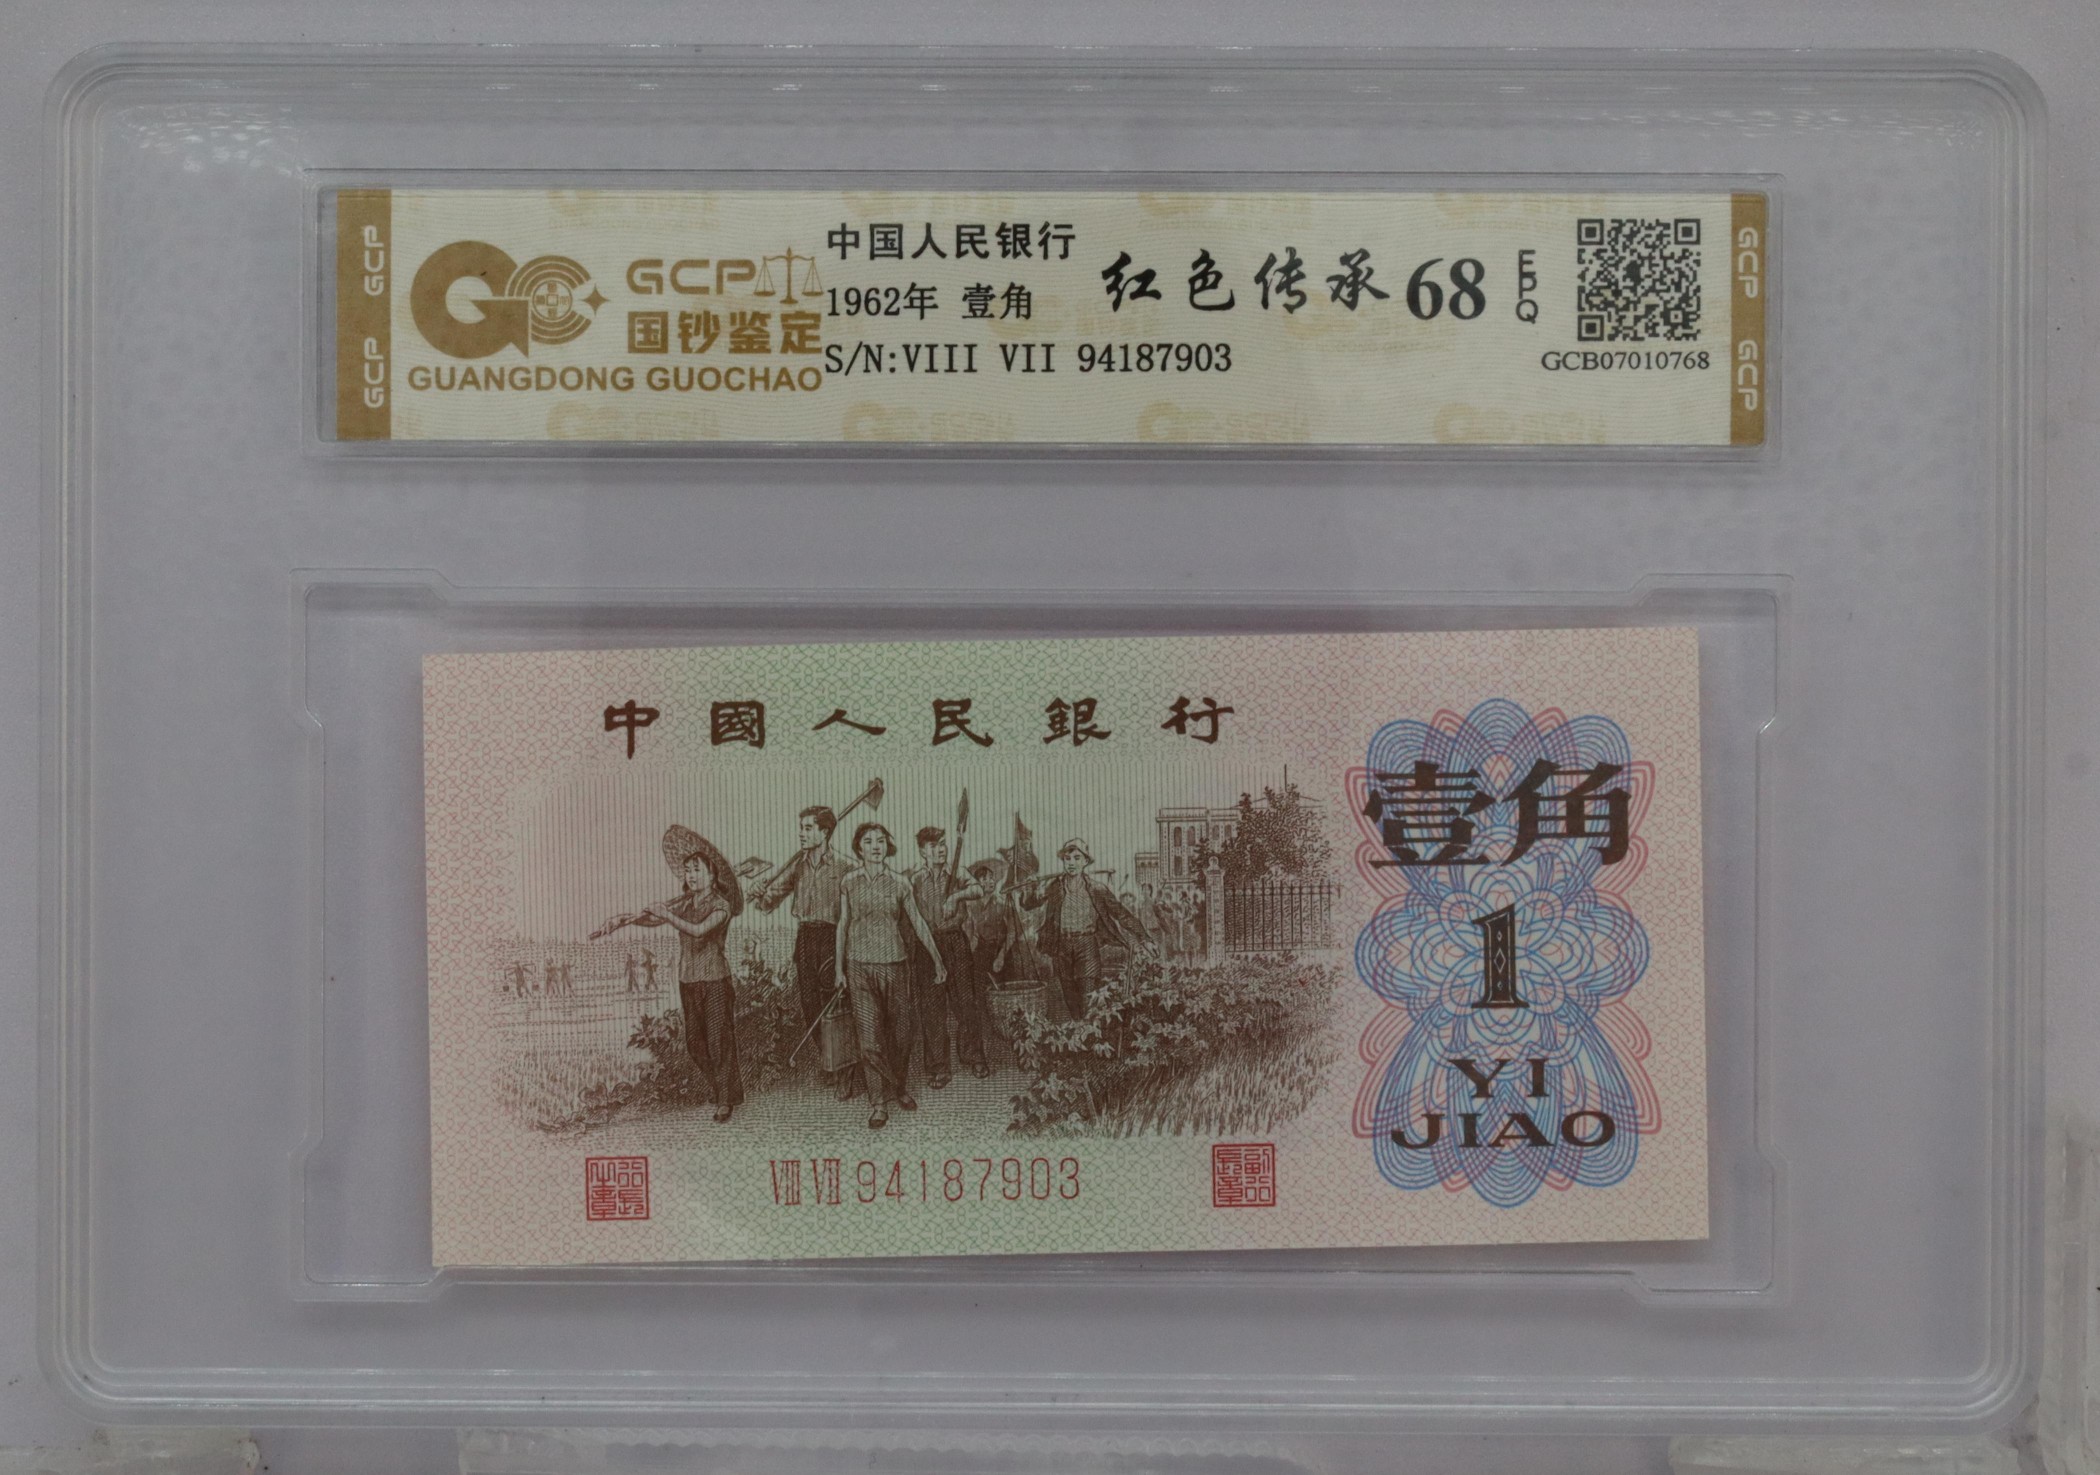 GCP
GCP
GCP
国钞鉴定
GUANGDONG GUOCHAO
中国人民银行
1962年 壹角
S/N:VIII VII 94187903
红色传承 68 EPQ
GCB07010768
GCP
GCP
中國人民銀行
壹角
1
YI
JIAO
VIII VII 94187903